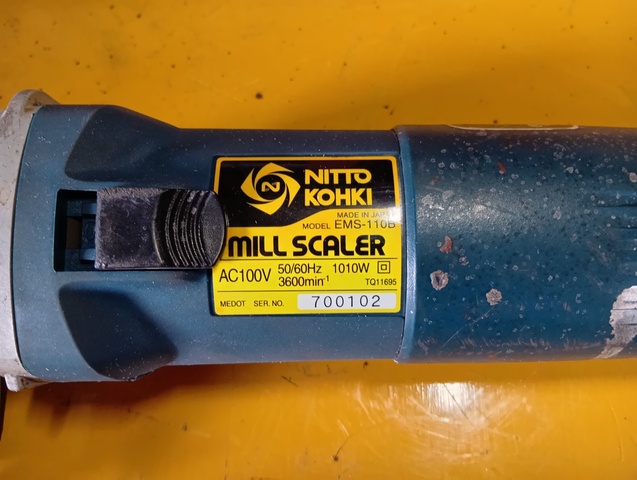 NITTO
KOHKI
MADE IN JAPAN
MODEL EMS-110B
MILL SCALER
AC100V 50/60Hz 1010W
3600min⁻¹ TQ11695
MEDOT SER.NO. 700102